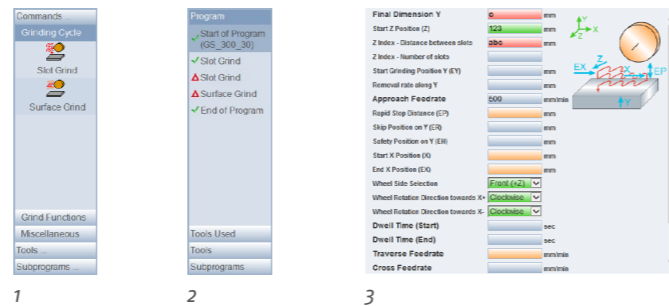 Commands ...
Grinding Cycle
Slot Grind
Surface Grind
Grind Functions
Miscellaneous
Tools ...
Subprograms ...
1
Program
Start of Program
(GS_300_30)
Slot Grind
Slot Grind
Surface Grind
End of Program
Tools Used
Tools
Subprograms
2
Final Dimension Y c mm
Start Z Position (Z) 123 mm
Z Index - Distance between slots abc mm
Z Index - Number of slots
Start Grinding Position Y (EY) mm
Removal rate along Y mm
Approach Feedrate 500 mm/min
Rapid Stop Distance (EP) mm
Skip Position on Y (ER) mm
Safety Position on Y (EH) mm
Start X Position (X) mm
End X Position (EX) mm
Wheel Side Selection Front (+Z)
Wheel Rotation Direction towards X+ Clockwise
Wheel Rotation Direction towards X- Clockwise
Dwell Time (Start) sec
Dwell Time (End) sec
Traverse Feedrate mm/min
Cross Feedrate mm/min
Y
X
Z
Z
EX
X
EP
Y
3